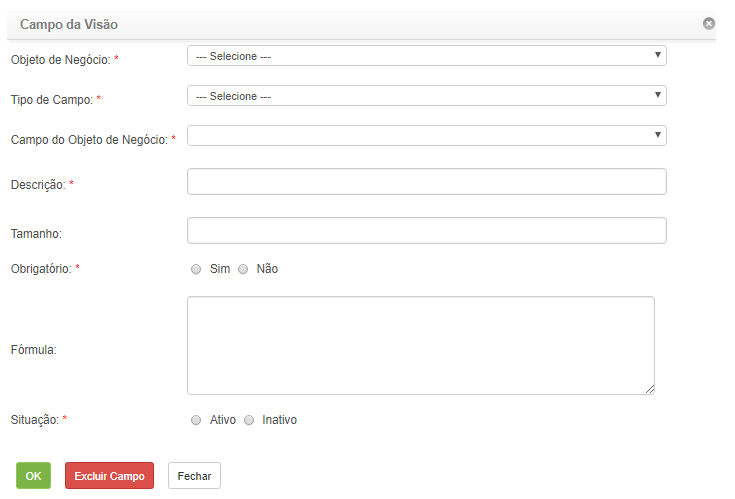 Campo da Visão
Objeto de Negócio: * --- Selecione ---
Tipo de Campo: * --- Selecione ---
Campo do Objeto de Negócio: *
Descrição: *
Tamanho:
Obrigatório: * Sim Não
Fórmula:
Situação: * Ativo Inativo
OK Excluir Campo Fechar